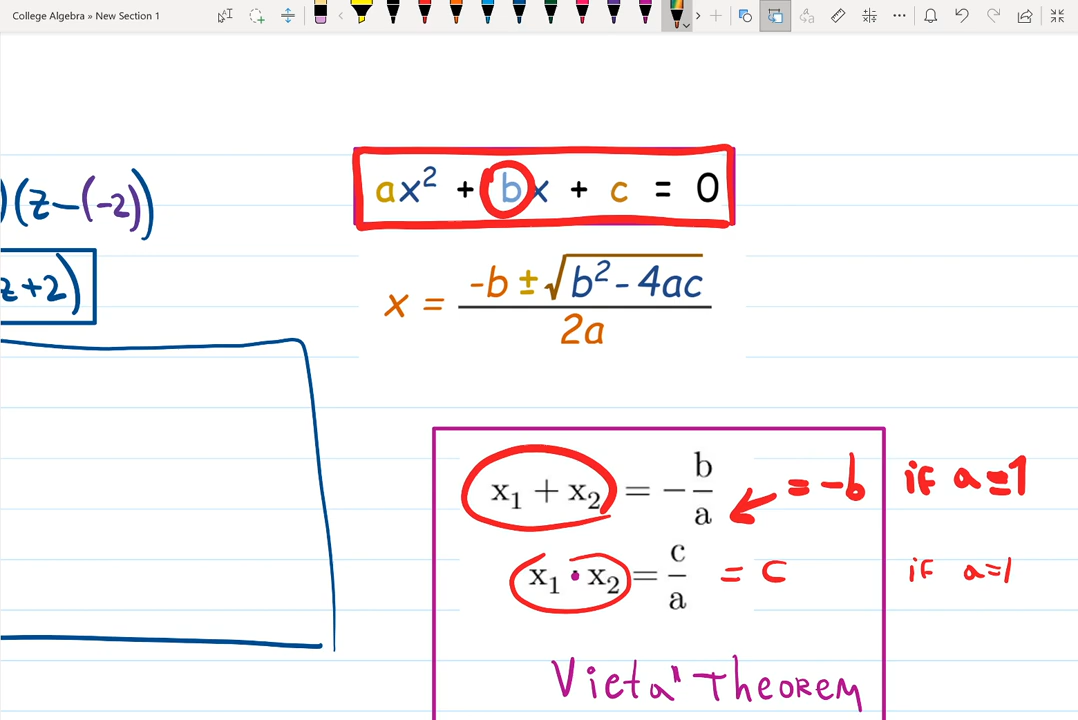 College Algebra » New Section 1
)(z-(-2))
z+2)
ax² + bx + c = 0
x = -b ± √b² - 4ac / 2a
x₁ + x₂ = - b/a = -b if a=1
x₁ • x₂ = c/a = c if a=1
Vieta" Theorem